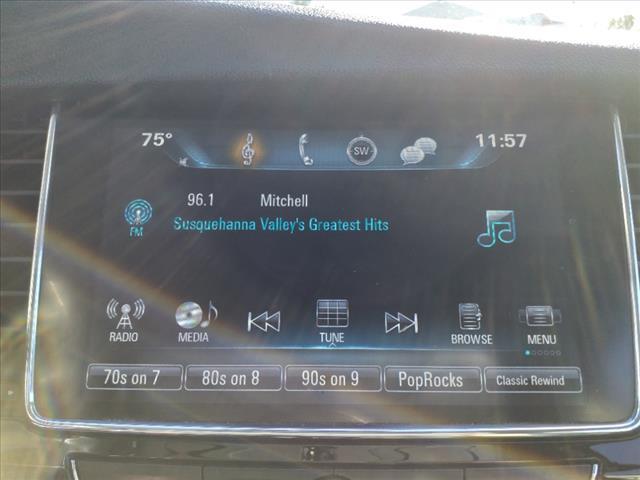 75° SW 11:57
96.1 Mitchell
FM Susquehanna Valley's Greatest Hits
RADIO MEDIA TUNE BROWSE MENU
70s on 7 80s on 8 90s on 9 PopRocks Classic Rewind